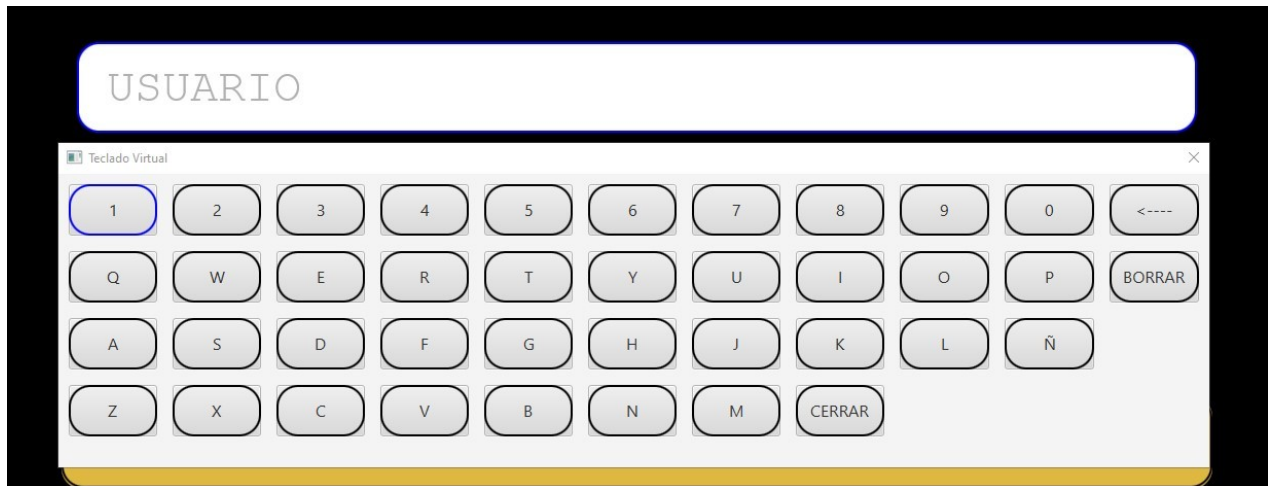 USUARIO
Teclado Virtual
1 2 3 4 5 6 7 8 9 0 <----
Q W E R T Y U I O P BORRAR
A S D F G H J K L Ñ
Z X C V B N M CERRAR